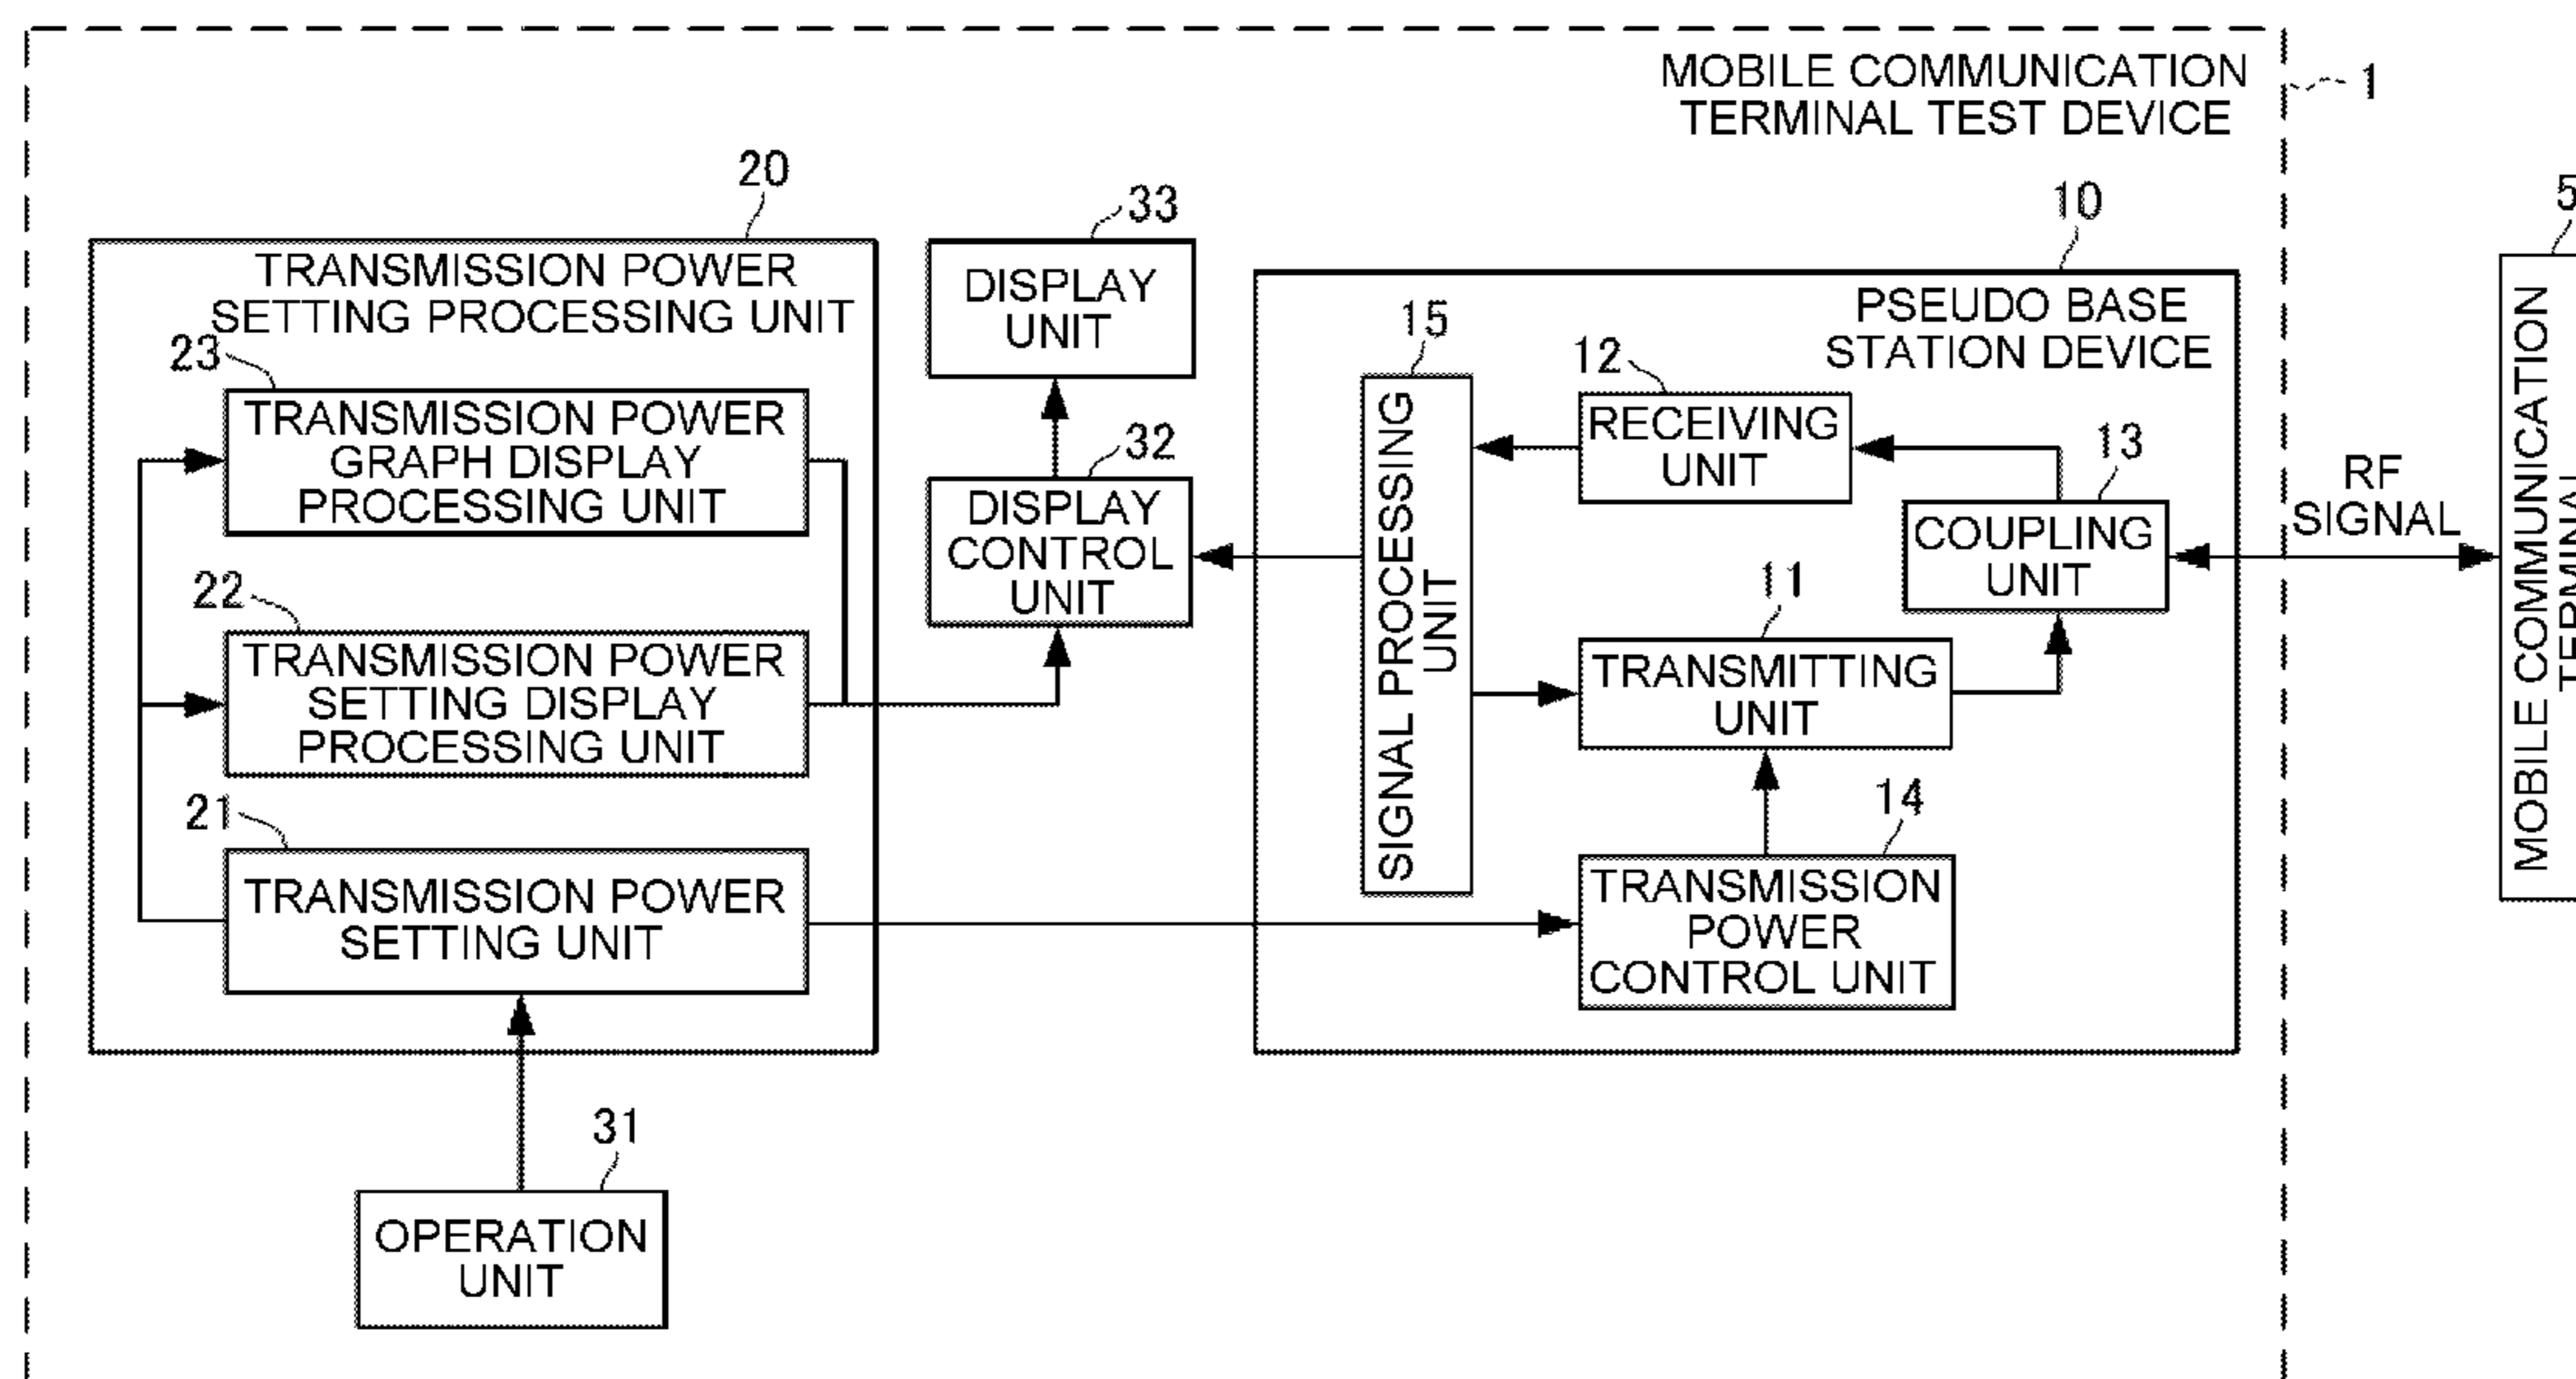 MOBILE COMMUNICATION
TERMINAL TEST DEVICE
1
20
TRANSMISSION POWER
SETTING PROCESSING UNIT
23
TRANSMISSION POWER
GRAPH DISPLAY
PROCESSING UNIT
22
TRANSMISSION POWER
SETTING DISPLAY
PROCESSING UNIT
21
TRANSMISSION POWER
SETTING UNIT
31
OPERATION
UNIT
33
DISPLAY
UNIT
32
DISPLAY
CONTROL
UNIT
10
PSEUDO BASE
STATION DEVICE
15
SIGNAL PROCESSING
UNIT
12
RECEIVING
UNIT
13
COUPLING
UNIT
11
TRANSMITTING
UNIT
14
TRANSMISSION
POWER
CONTROL UNIT
RF
SIGNAL
5
MOBILE COMMUNICATION
TERMINAL